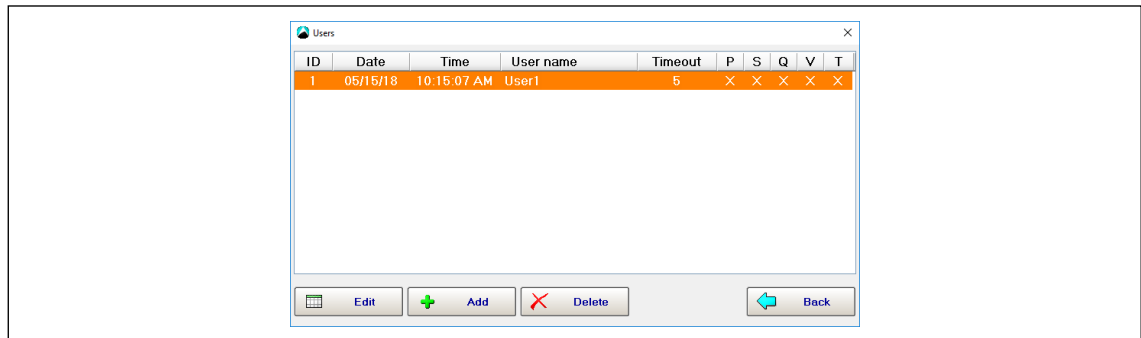 Users
ID Date Time User name Timeout P S Q V T
1 05/15/18 10:15:07 AM User1 5 X X X X X
Edit Add Delete Back